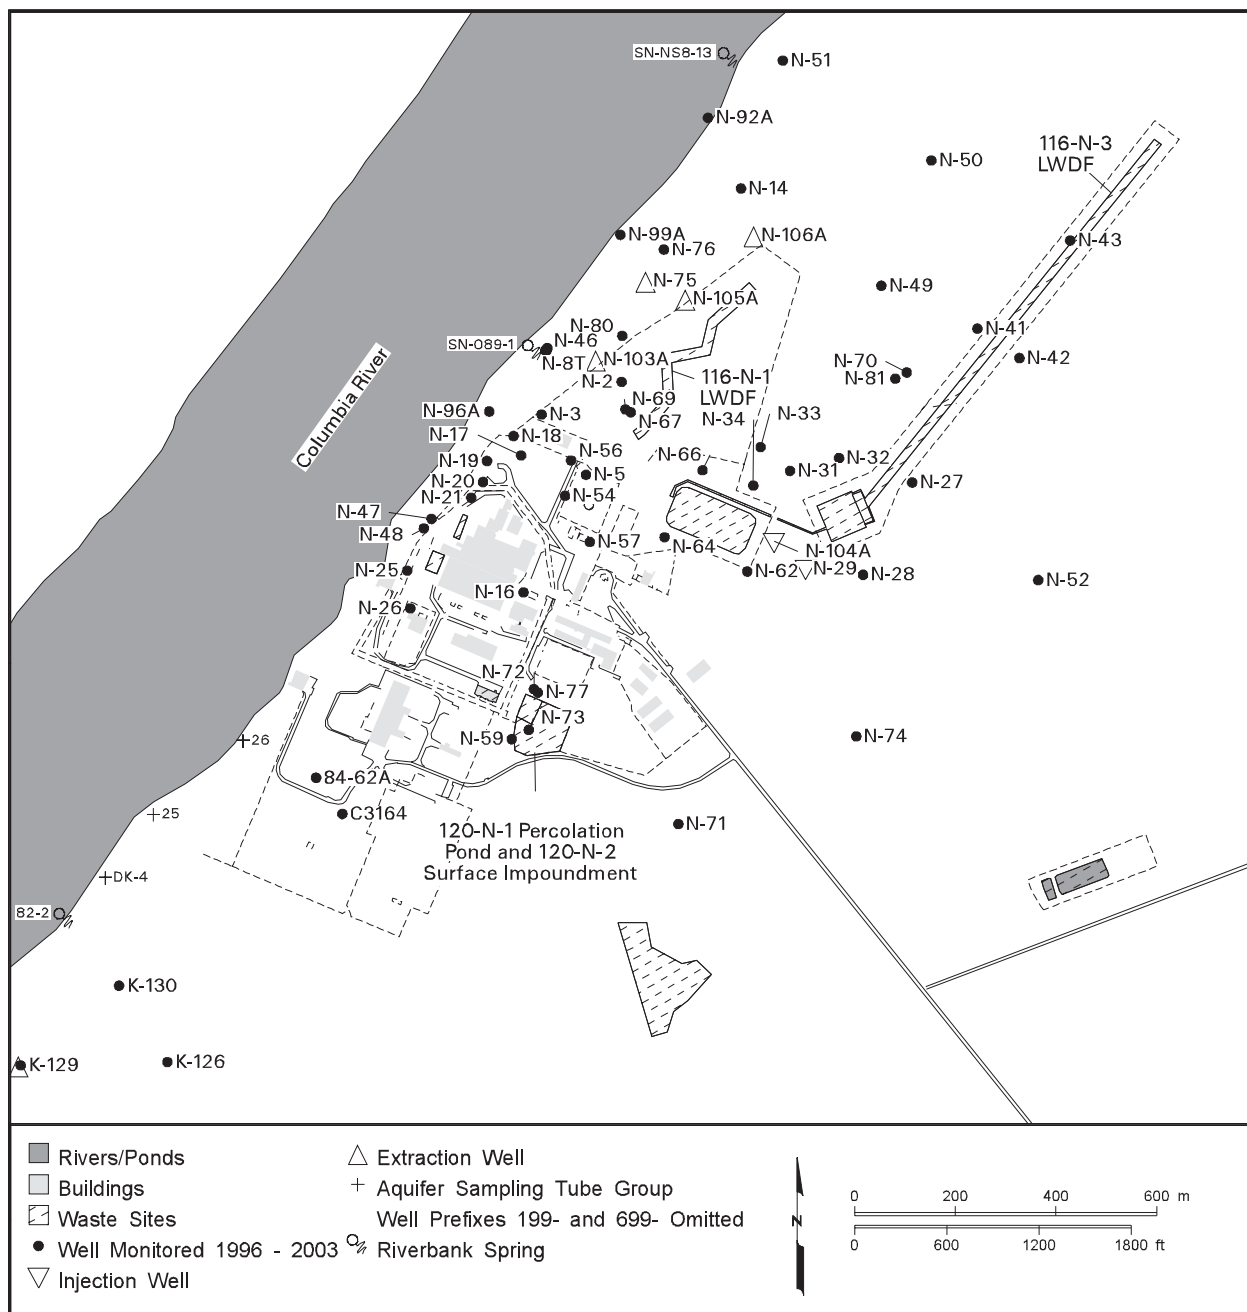 SN-NS8-13
N-51
N-92A
116-N-3
LWDF
N-50
N-14
N-99A
N-106A
N-43
N-76
N-75
N-49
N-105A
N-80
N-41
SN-089-1
N-46
N-8T
N-103A
N-70
N-42
N-81
N-2
116-N-1
LWDF
Columbia River
N-69
N-96A
N-3
N-67
N-34
N-33
N-17
N-18
N-56
N-66
N-32
N-19
N-5
N-31
N-20
N-27
N-21
N-54
N-47
N-48
N-57
N-64
N-104A
N-25
N-62
N-29
N-28
N-52
N-16
N-26
N-72
N-77
N-73
N-59
N-74
26
84-62A
25
C3164
N-71
120-N-1 Percolation
Pond and 120-N-2
Surface Impoundment
DK-4
82-2
K-130
K-129
K-126
Rivers/Ponds
Buildings
Waste Sites
Well Monitored 1996 - 2003
Injection Well
Extraction Well
Aquifer Sampling Tube Group
Well Prefixes 199- and 699- Omitted
Riverbank Spring
N
0 200 400 600 m
0 600 1200 1800 ft